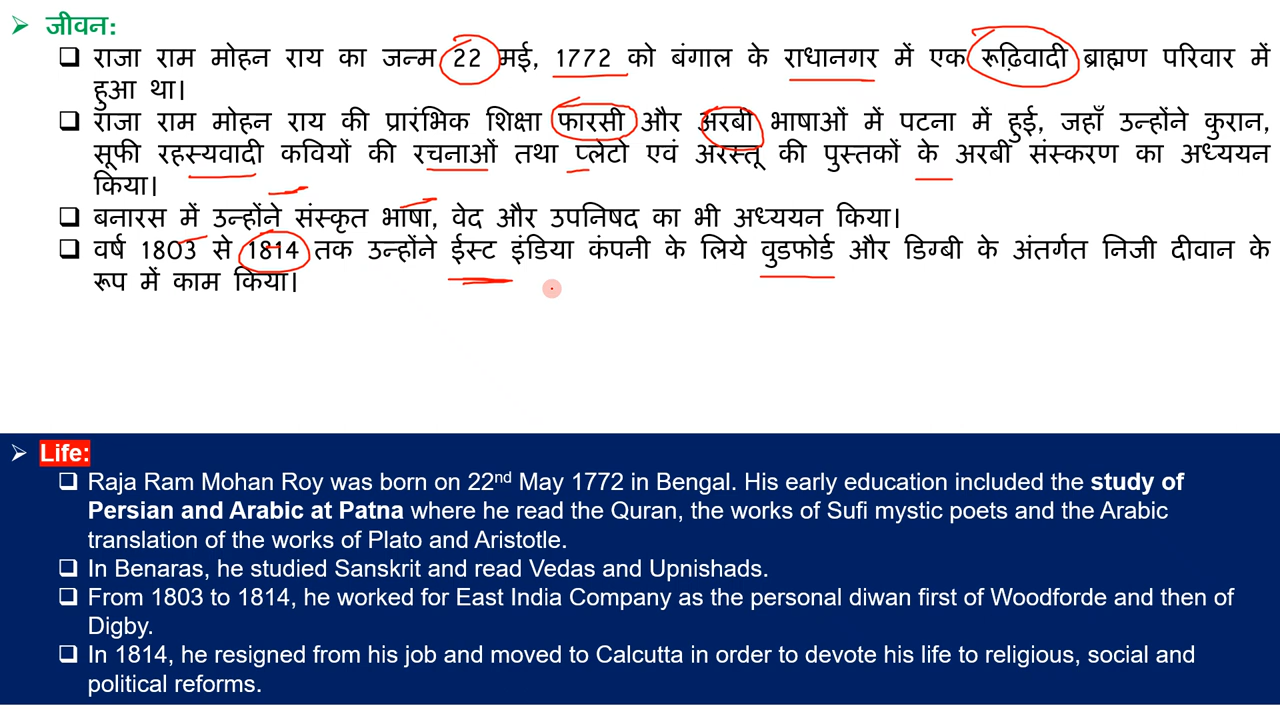 ➢ जीवन:
❑ राजा राम मोहन राय का जन्म 22 मई, 1772 को बंगाल के राधानगर में एक रूढ़िवादी ब्राह्मण परिवार में
हुआ था।
❑ राजा राम मोहन राय की प्रारंभिक शिक्षा फारसी और अरबी भाषाओं में पटना में हुई, जहाँ उन्होंने कुरान,
सूफी रहस्यवादी कवियों की रचनाओं तथा प्लेटो एवं अरस्तू की पुस्तकों के अरबी संस्करण का अध्ययन
किया।
❑ बनारस में उन्होंने संस्कृत भाषा, वेद और उपनिषद का भी अध्ययन किया।
❑ वर्ष 1803 से 1814 तक उन्होंने ईस्ट इंडिया कंपनी के लिये वुडफोर्ड और डिग्बी के अंतर्गत निजी दीवान के
रूप में काम किया।
➢ Life:
❑ Raja Ram Mohan Roy was born on 22nd May 1772 in Bengal. His early education included the study of
Persian and Arabic at Patna where he read the Quran, the works of Sufi mystic poets and the Arabic
translation of the works of Plato and Aristotle.
❑ In Benaras, he studied Sanskrit and read Vedas and Upnishads.
❑ From 1803 to 1814, he worked for East India Company as the personal diwan first of Woodforde and then of
Digby.
❑ In 1814, he resigned from his job and moved to Calcutta in order to devote his life to religious, social and
political reforms.